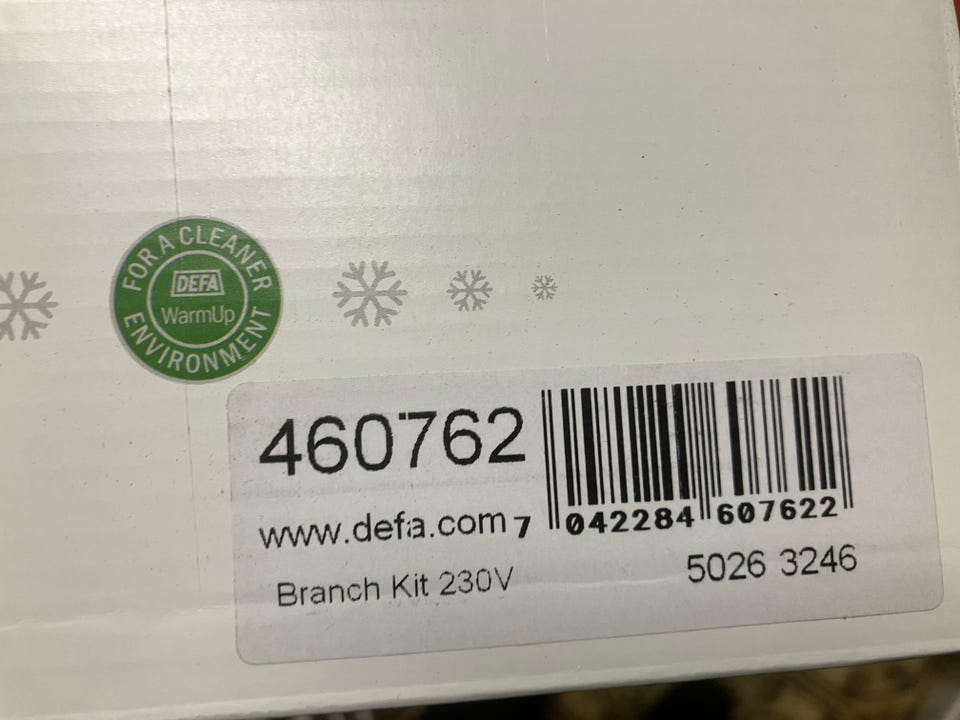 FOR A CLEANER
DEFA
WarmUp
ENVIRONMENT
460762
www.defa.com
7 042284 607622
Branch Kit 230V
5026 3246